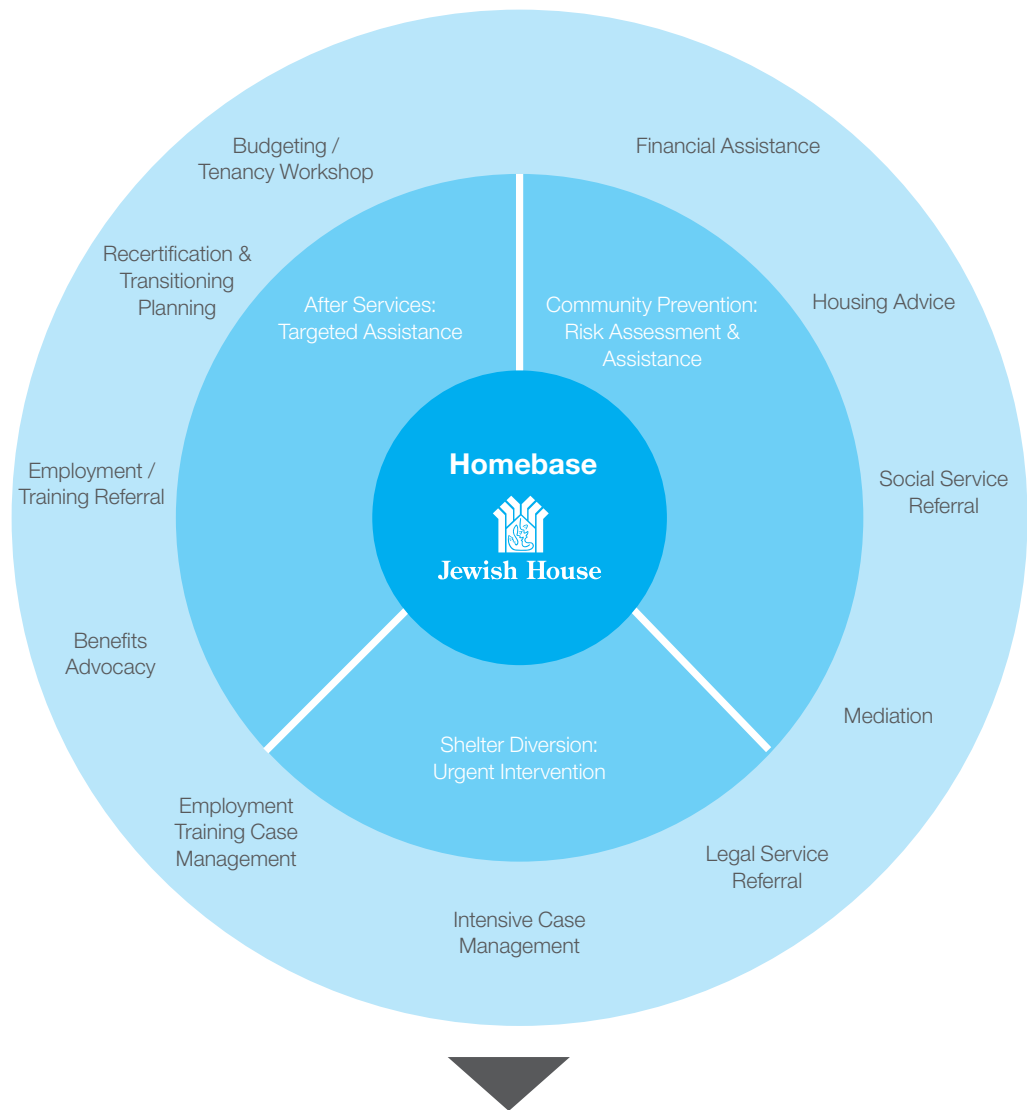 Budgeting /
Tenancy Workshop
Financial Assistance
Recertification &
Transitioning
Planning
After Services:
Targeted Assistance
Community Prevention:
Risk Assessment &
Assistance
Housing Advice
Homebase
Jewish House
Employment /
Training Referral
Social Service
Referral
Benefits
Advocacy
Mediation
Shelter Diversion:
Urgent Intervention
Employment
Training Case
Management
Legal Service
Referral
Intensive Case
Management